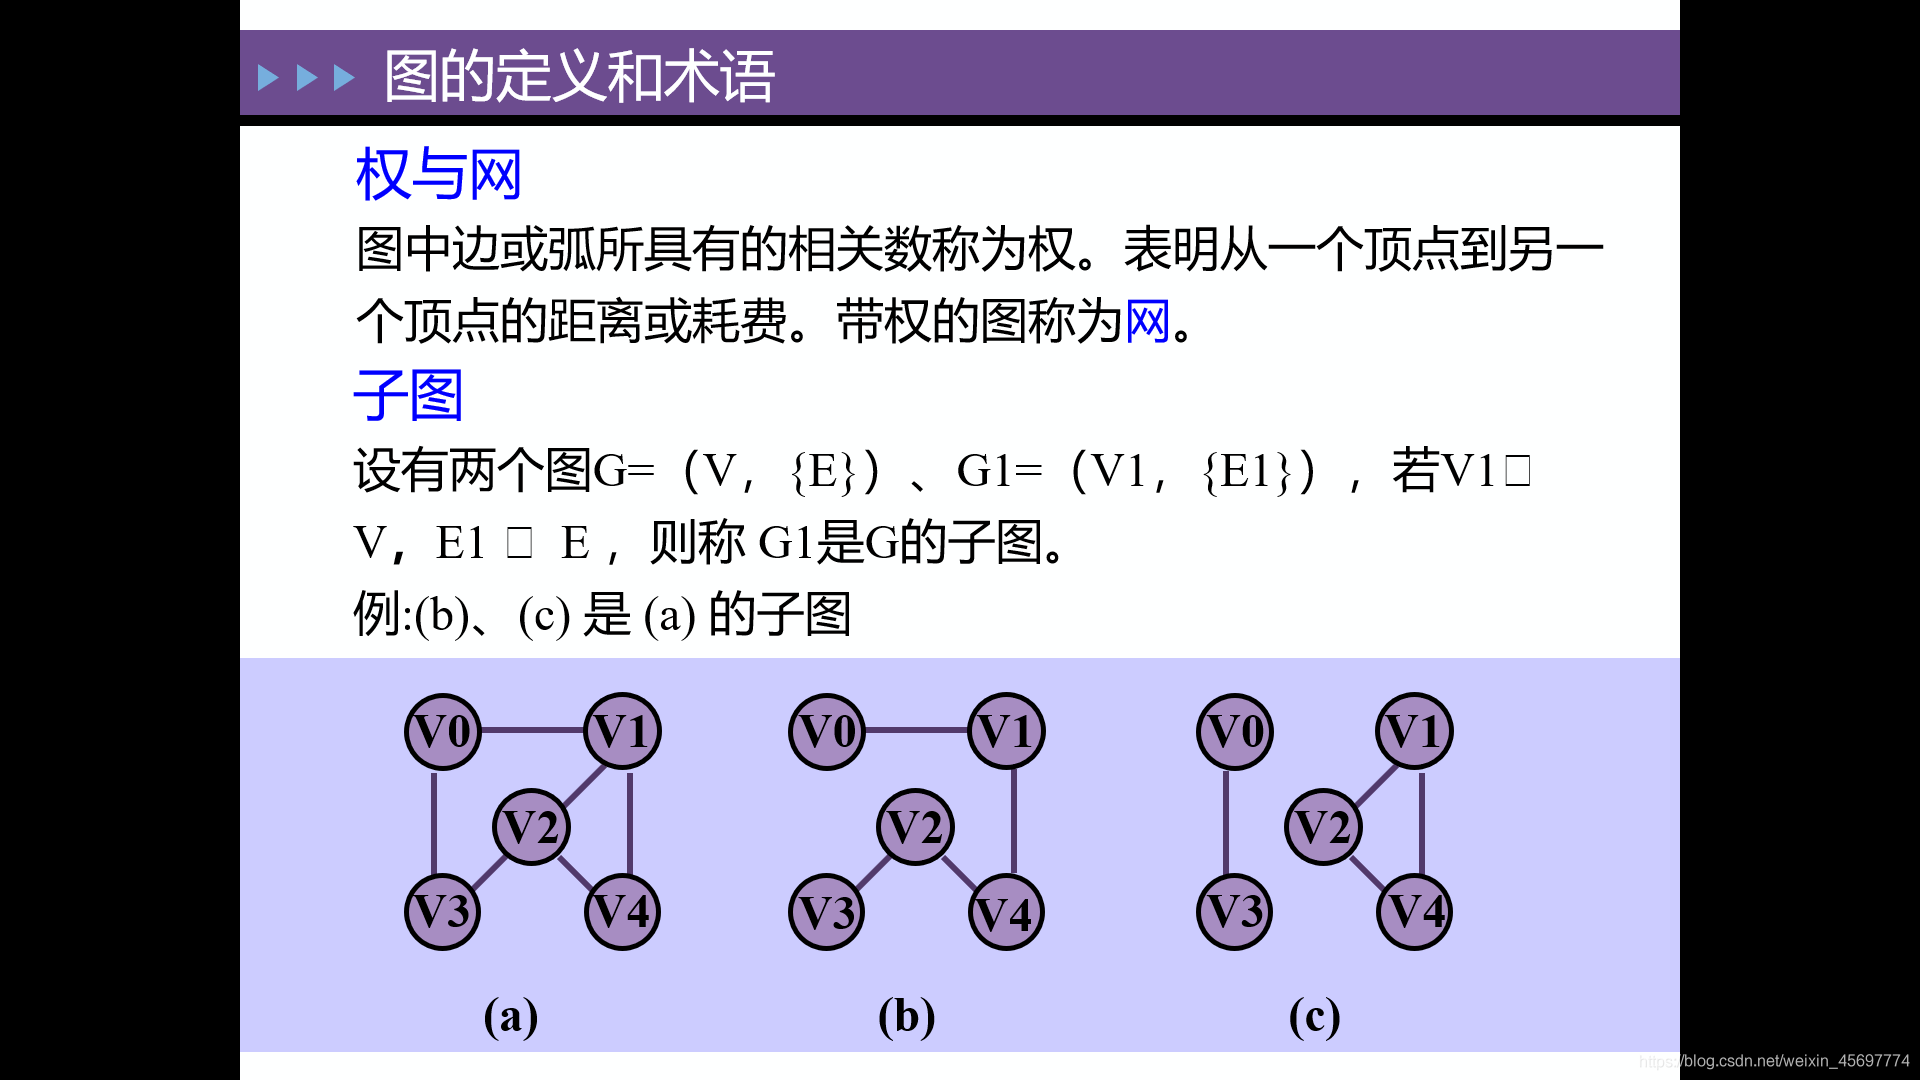 图的定义和术语
权与网
图中边或弧所具有的相关数称为权。表明从一个顶点到另一
个顶点的距离或耗费。带权的图称为网。
子图
设有两个图G=（V，{E}）、G1=（V1，{E1}），若V1□
V，E1 □ E ，则称 G1是G的子图。
例:(b)、(c) 是 (a) 的子图
V0 V1 V0 V1 V0 V1
V2 V2 V2
V3 V4 V3 V4 V3 V4
(a) (b) (c)
https://blog.csdn.net/weixin_45697774